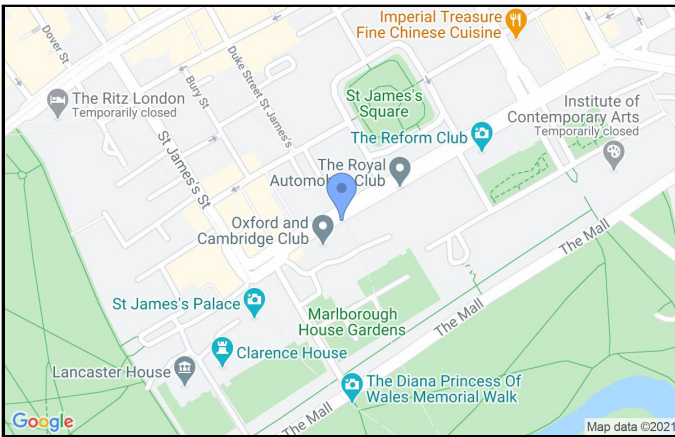 Imperial Treasure
Fine Chinese Cuisine
Dover St
Bury St
Duke Street St James's
The Ritz London
Temporarily closed
St James's
Square
Institute of
Contemporary Arts
Temporarily closed
The Reform Club
St James's St
The Royal
Automobile Club
Oxford and
Cambridge Club
The Mall
St James's Palace
Marlborough
House Gardens
The Mall
Clarence House
Lancaster House
The Diana Princess Of
Wales Memorial Walk
The Mall
Google
Map data ©2021